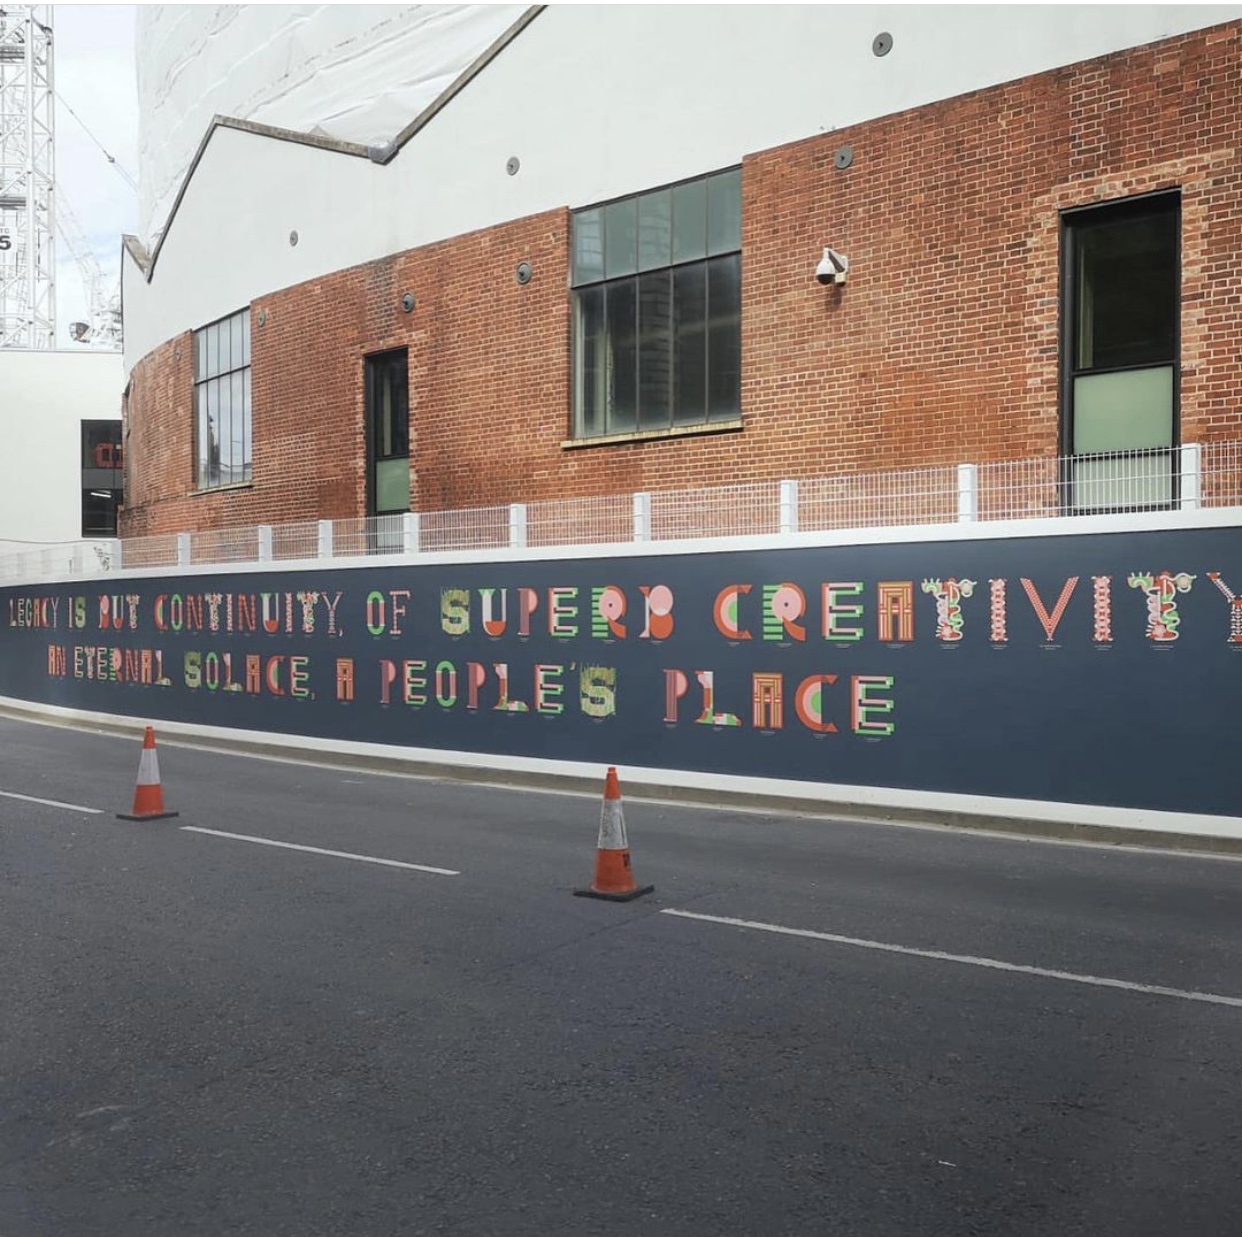 LEGACY IS BUT CONTINUITY, OF SUPERB CREATIVITY
AN ETERNAL SOLACE, A PEOPLE'S PLACE